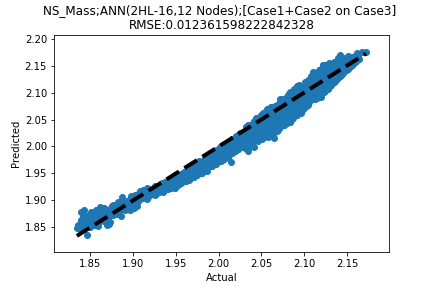 NS_Mass;ANN(2HL-16,12 Nodes);[Case1+Case2 on Case3]
RMSE:0.012361598222842328
2.20
2.15
2.10
2.05
2.00
1.95
1.90
1.85
Predicted
1.85 1.90 1.95 2.00 2.05 2.10 2.15
Actual